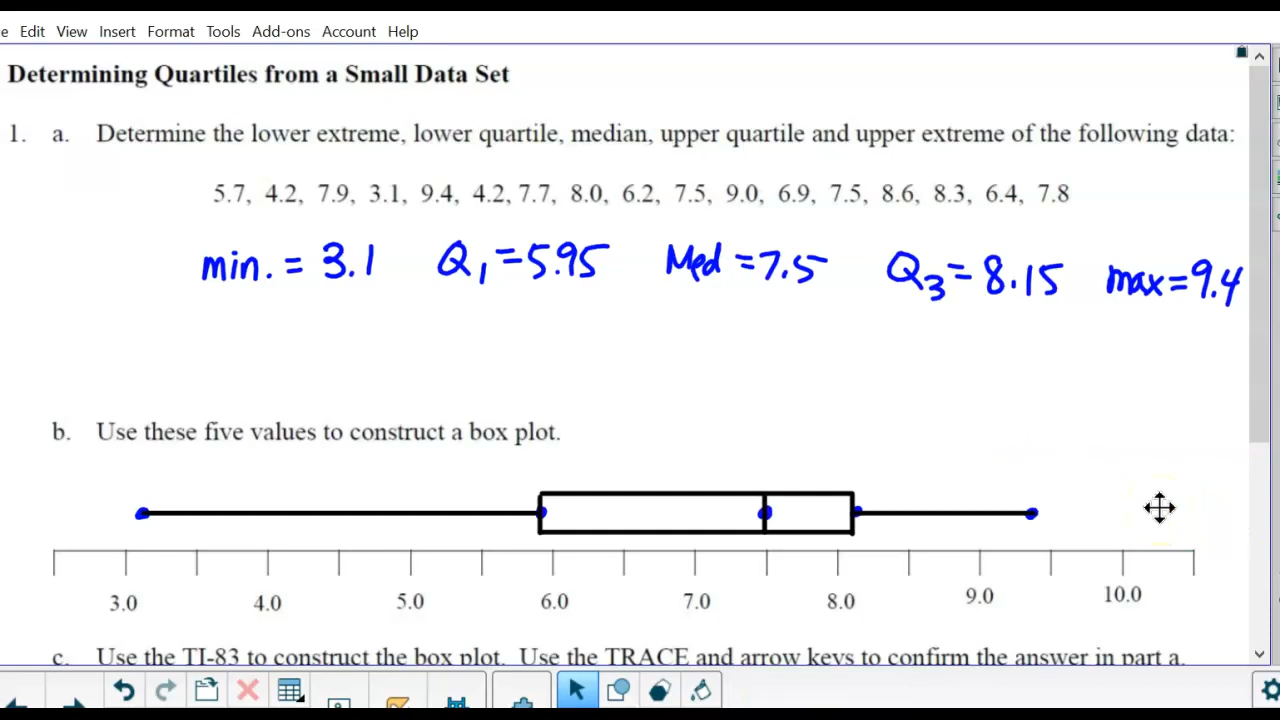 e Edit View Insert Format Tools Add-ons Account Help
Determining Quartiles from a Small Data Set
1. a. Determine the lower extreme, lower quartile, median, upper quartile and upper extreme of the following data:
5.7, 4.2, 7.9, 3.1, 9.4, 4.2, 7.7, 8.0, 6.2, 7.5, 9.0, 6.9, 7.5, 8.6, 8.3, 6.4, 7.8
min. = 3.1 Q1 = 5.95 Med = 7.5 Q3 = 8.15 max = 9.4
b. Use these five values to construct a box plot.
3.0 4.0 5.0 6.0 7.0 8.0 9.0 10.0
c. Use the TI-83 to construct the box plot. Use the TRACE and arrow keys to confirm the answer in part a.